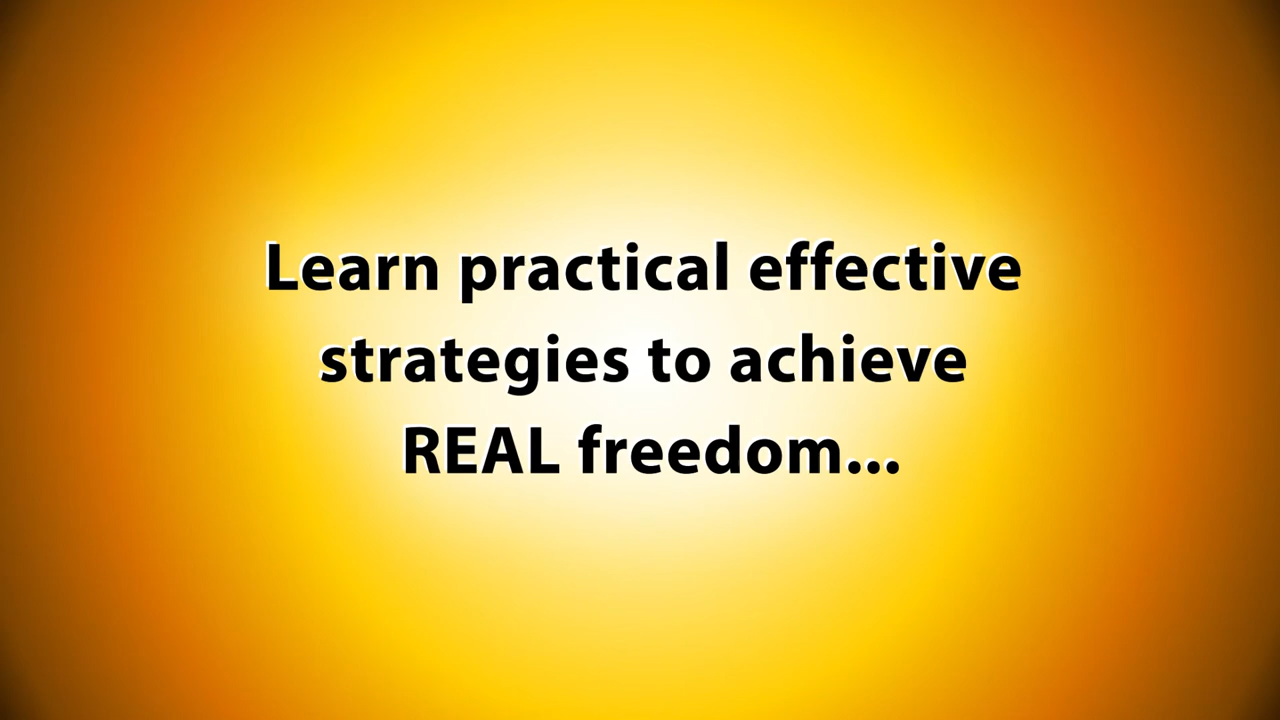 Learn practical effective
strategies to achieve
REAL freedom...